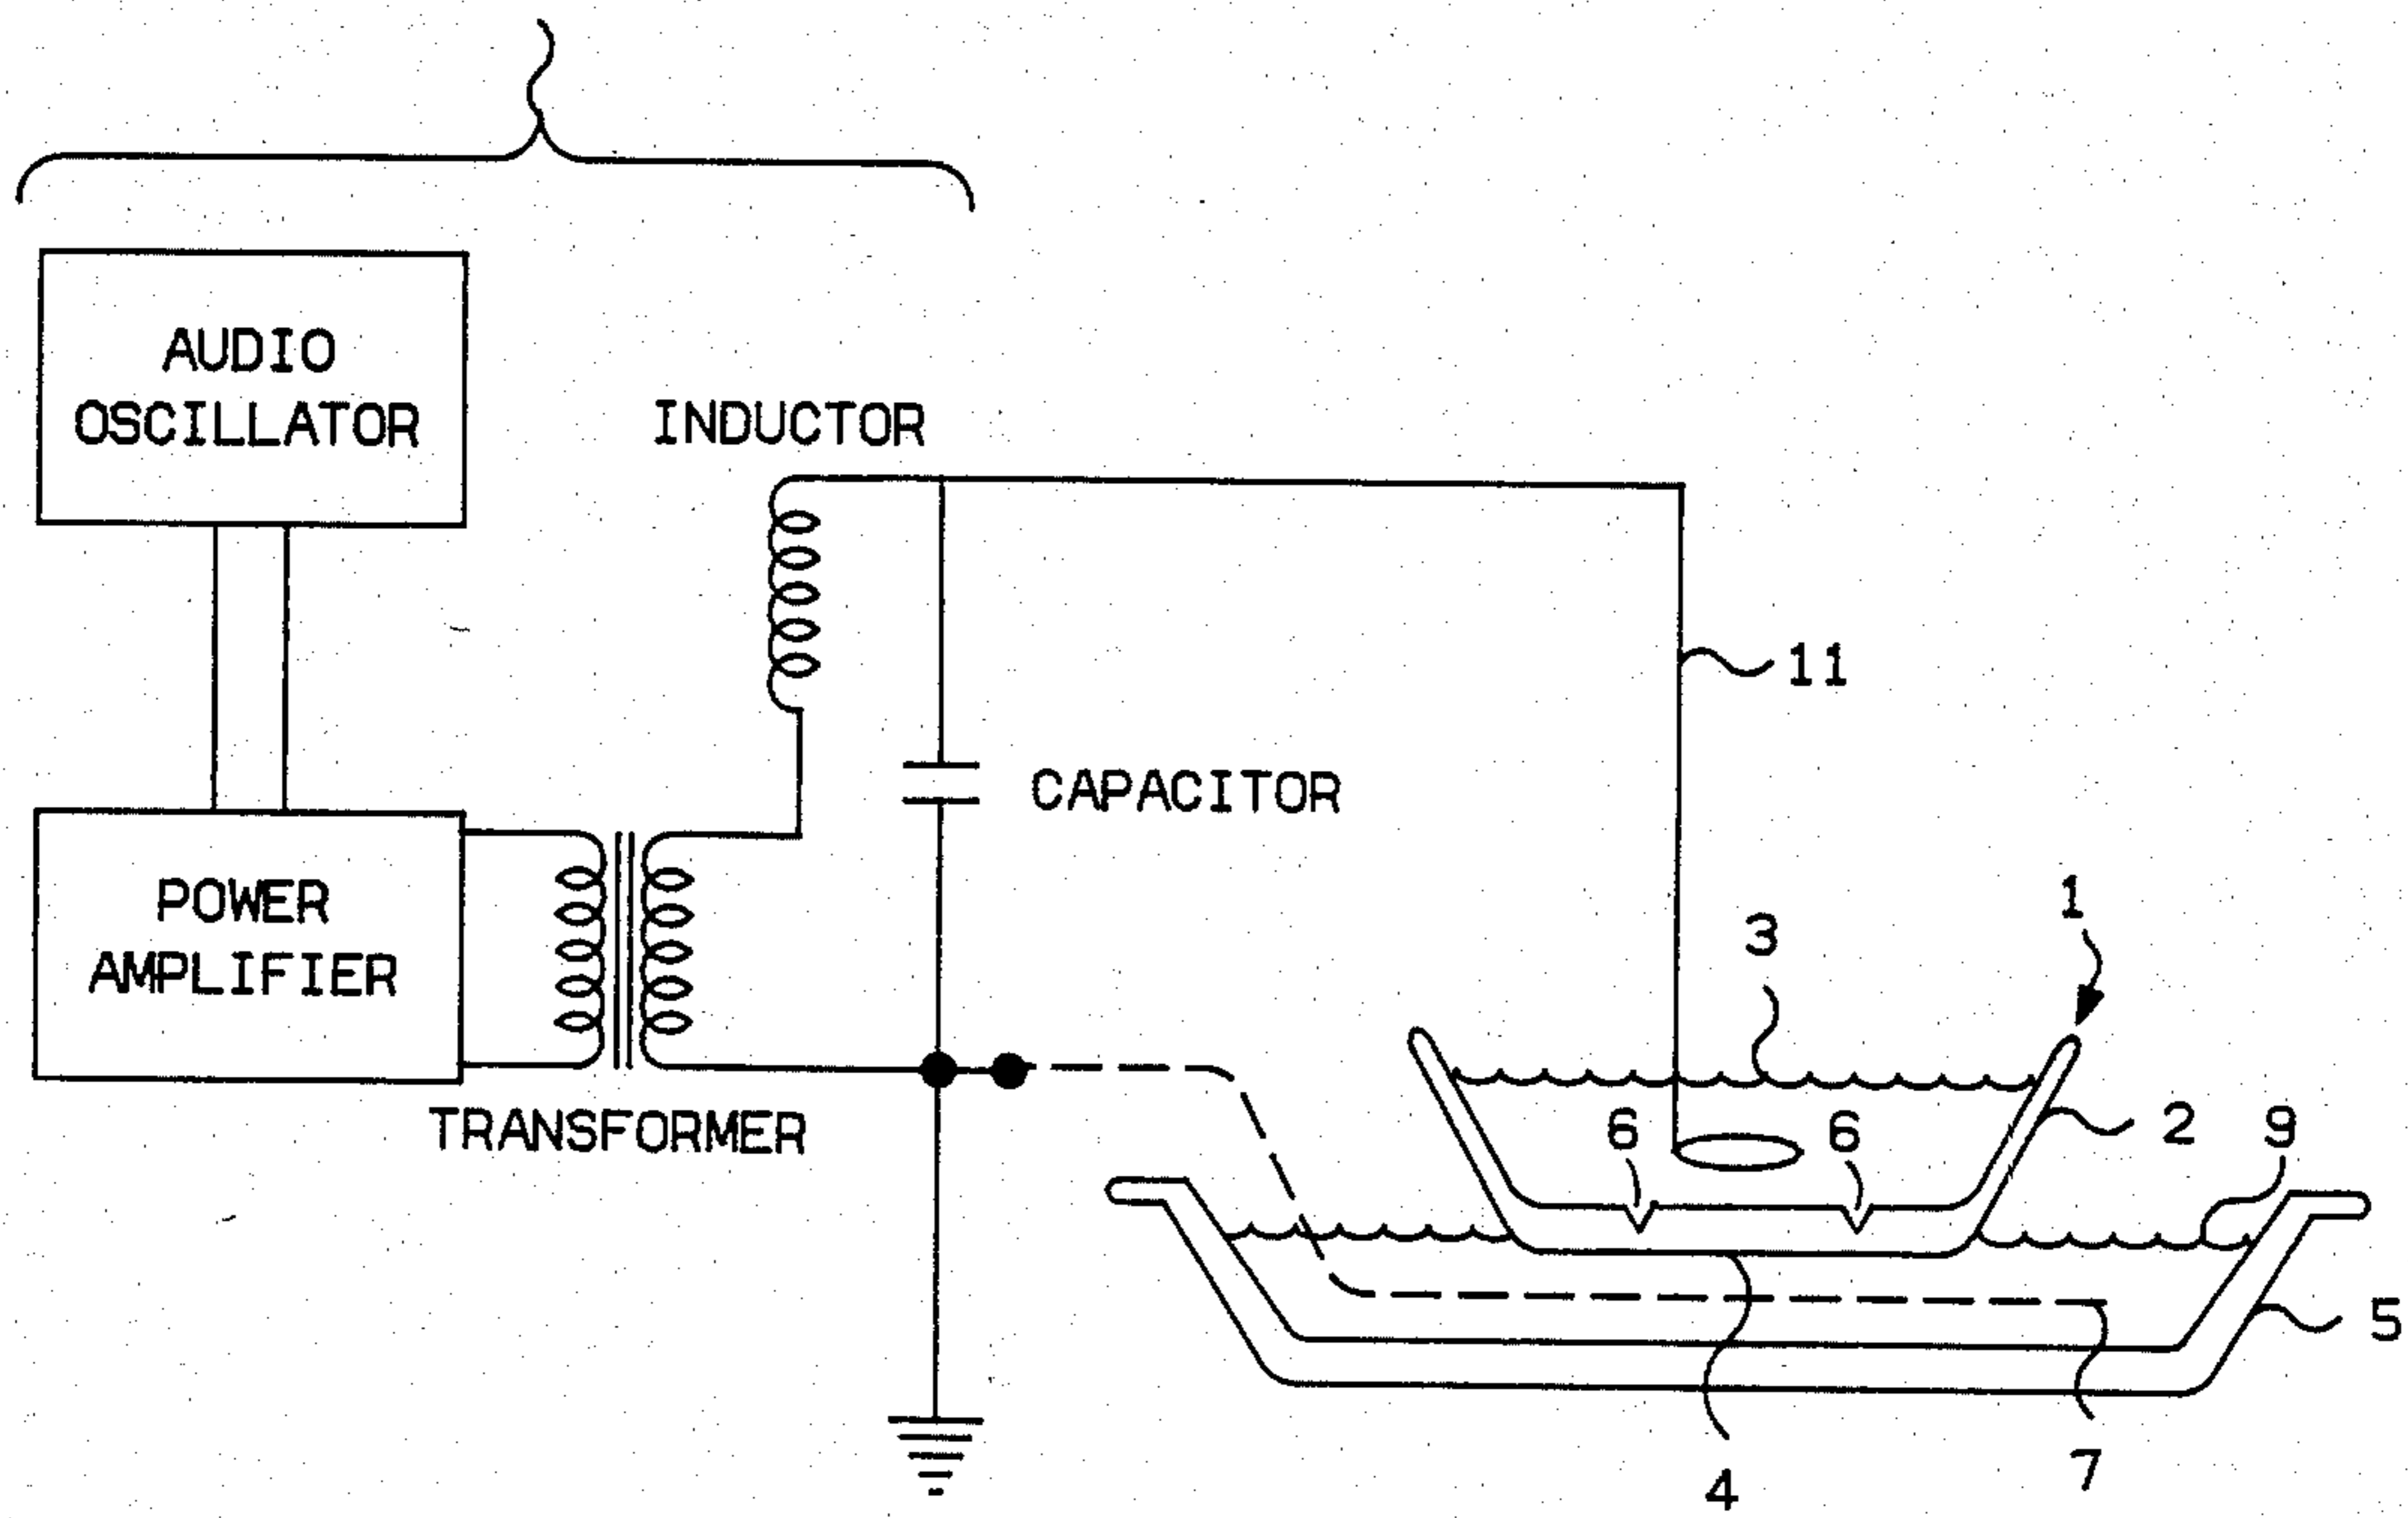 AUDIO
OSCILLATOR
INDUCTOR
11
CAPACITOR
POWER
AMPLIFIER
1
3
TRANSFORMER
6
6
2
9
5
7
4